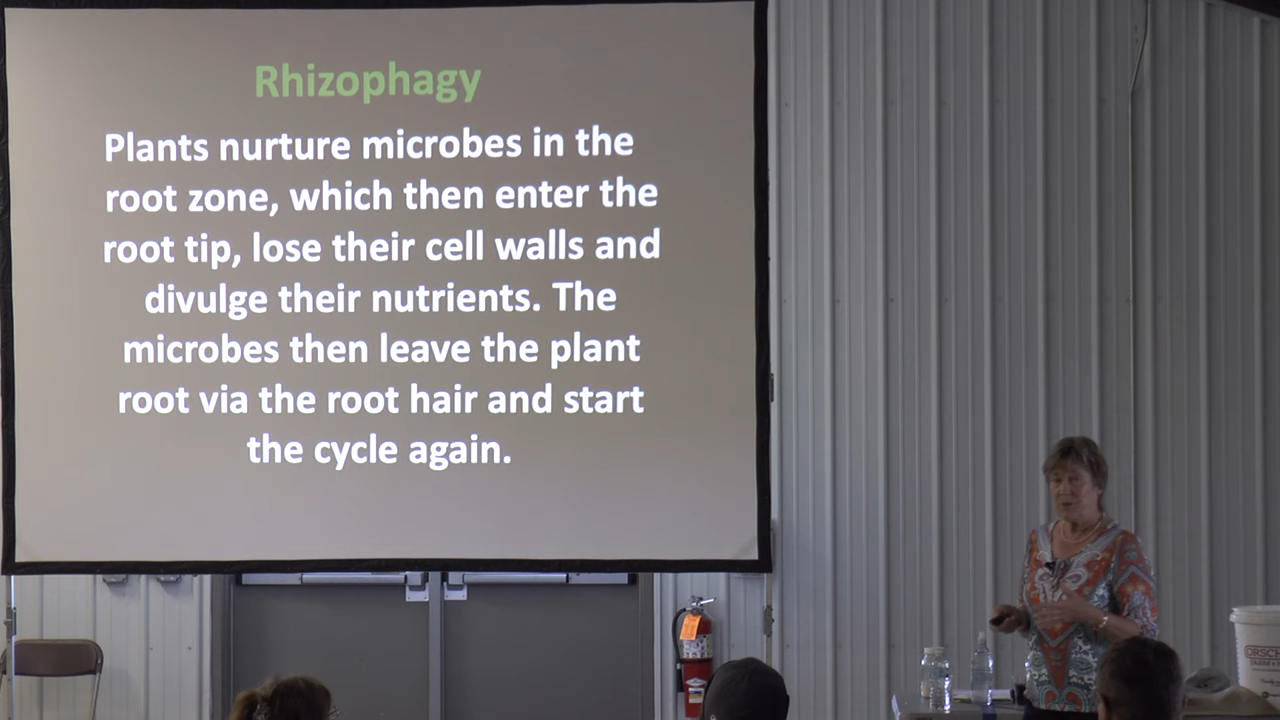 Rhizophagy
Plants nurture microbes in the
root zone, which then enter the
root tip, lose their cell walls and
divulge their nutrients. The
microbes then leave the plant
root via the root hair and start
the cycle again.